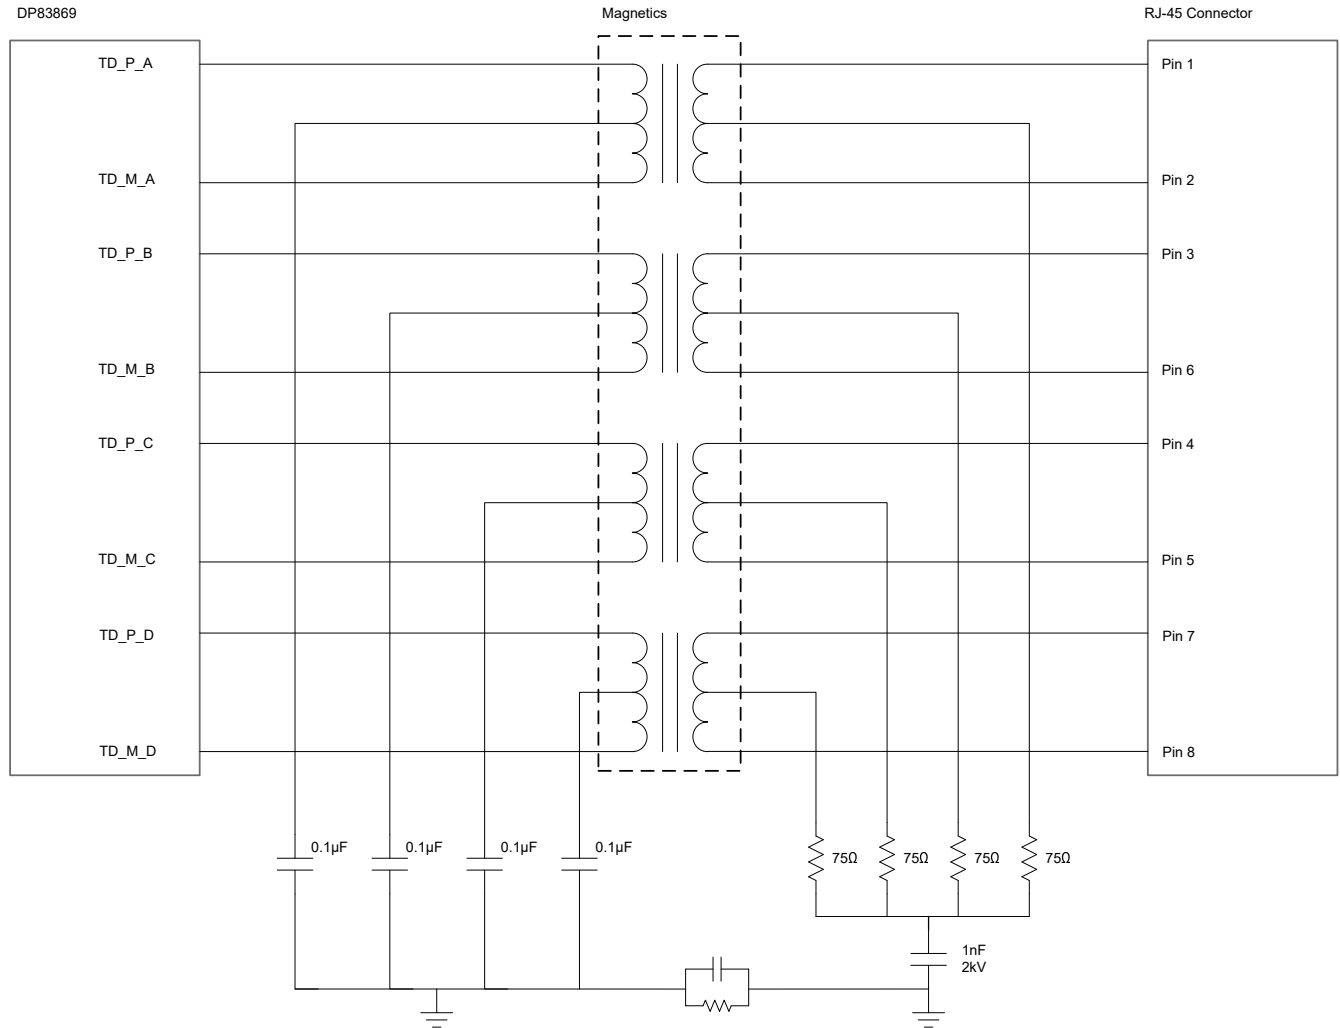 DP83869
Magnetics
RJ-45 Connector
TD_P_A
Pin 1
TD_M_A
Pin 2
TD_P_B
Pin 3
TD_M_B
Pin 6
TD_P_C
Pin 4
TD_M_C
Pin 5
TD_P_D
Pin 7
TD_M_D
Pin 8
0.1µF
0.1µF
0.1µF
0.1µF
75Ω
75Ω
75Ω
75Ω
1nF
2kV